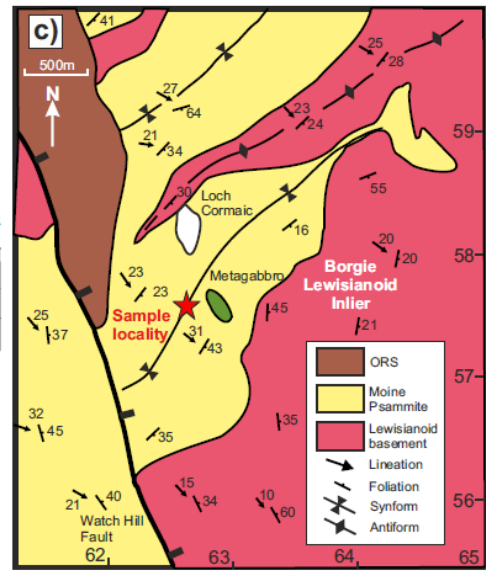 c)
41
500m
N
25
28
27
64
23
24
21
34
59
30
Loch
Cormaic
55
16
20
20
58
23
23
Metagabbro
Borgie
Lewisianoid
Inlier
Sample
locality
45
21
25
37
31
43
57
ORS
Moine
Psammite
Lewisianoid
basement
Lineation
Foliation
Synform
Antiform
32
45
35
35
15
34
10
60
56
21
40
Watch Hill
Fault
62
63
64
65